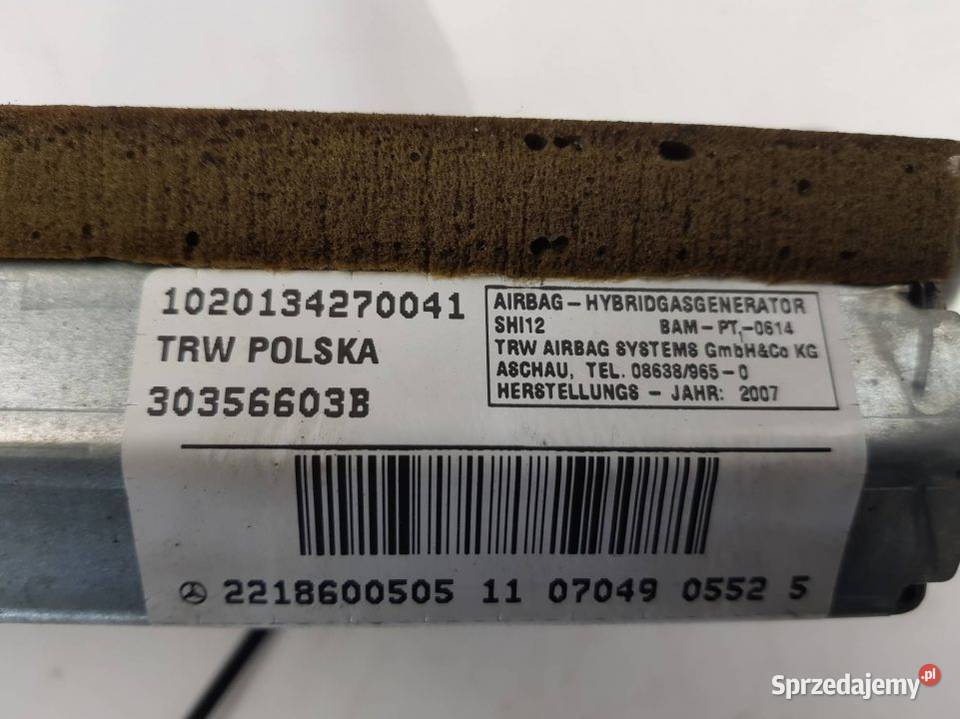 1020134270041
TRW POLSKA
30356603B
AIRBAG - HYBRIDGASGENERATOR
SHI12 BAM-PT.-0614
TRW AIRBAG SYSTEMS GmbH&Co KG
ASCHAU, TEL. 08638/965-0
HERSTELLUNGS - JAHR: 2007
2218600505 11 07049 0552 5
Sprzedajemy.pl